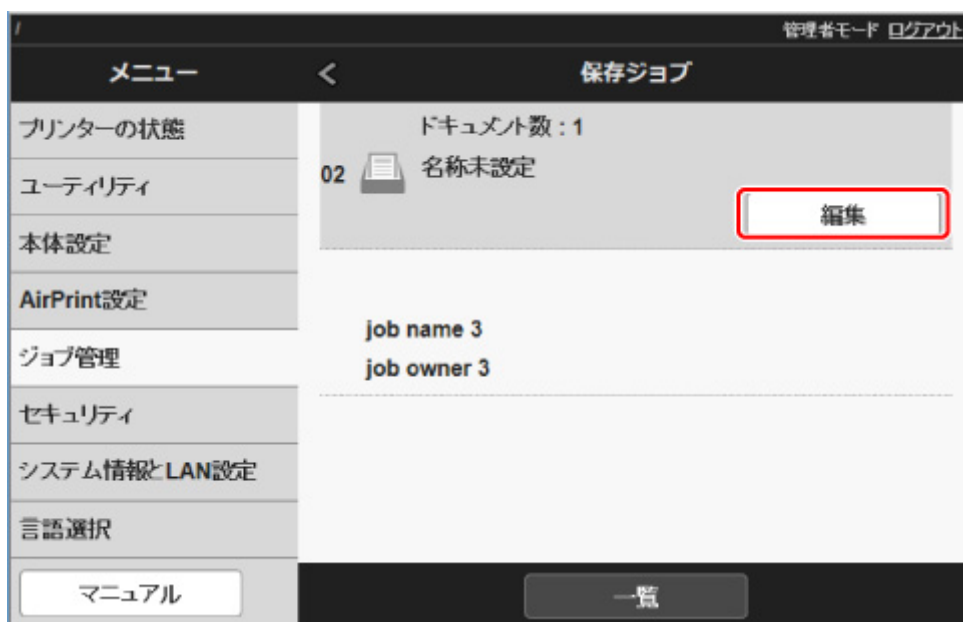 /
管理者モード ログアウト
メニュー
< 保存ジョブ
プリンターの状態
ユーティリティ
本体設定
AirPrint設定
ジョブ管理
セキュリティ
システム情報とLAN設定
言語選択
マニュアル
ドキュメント数：1
02 名称未設定
編集
job name 3
job owner 3
一覧